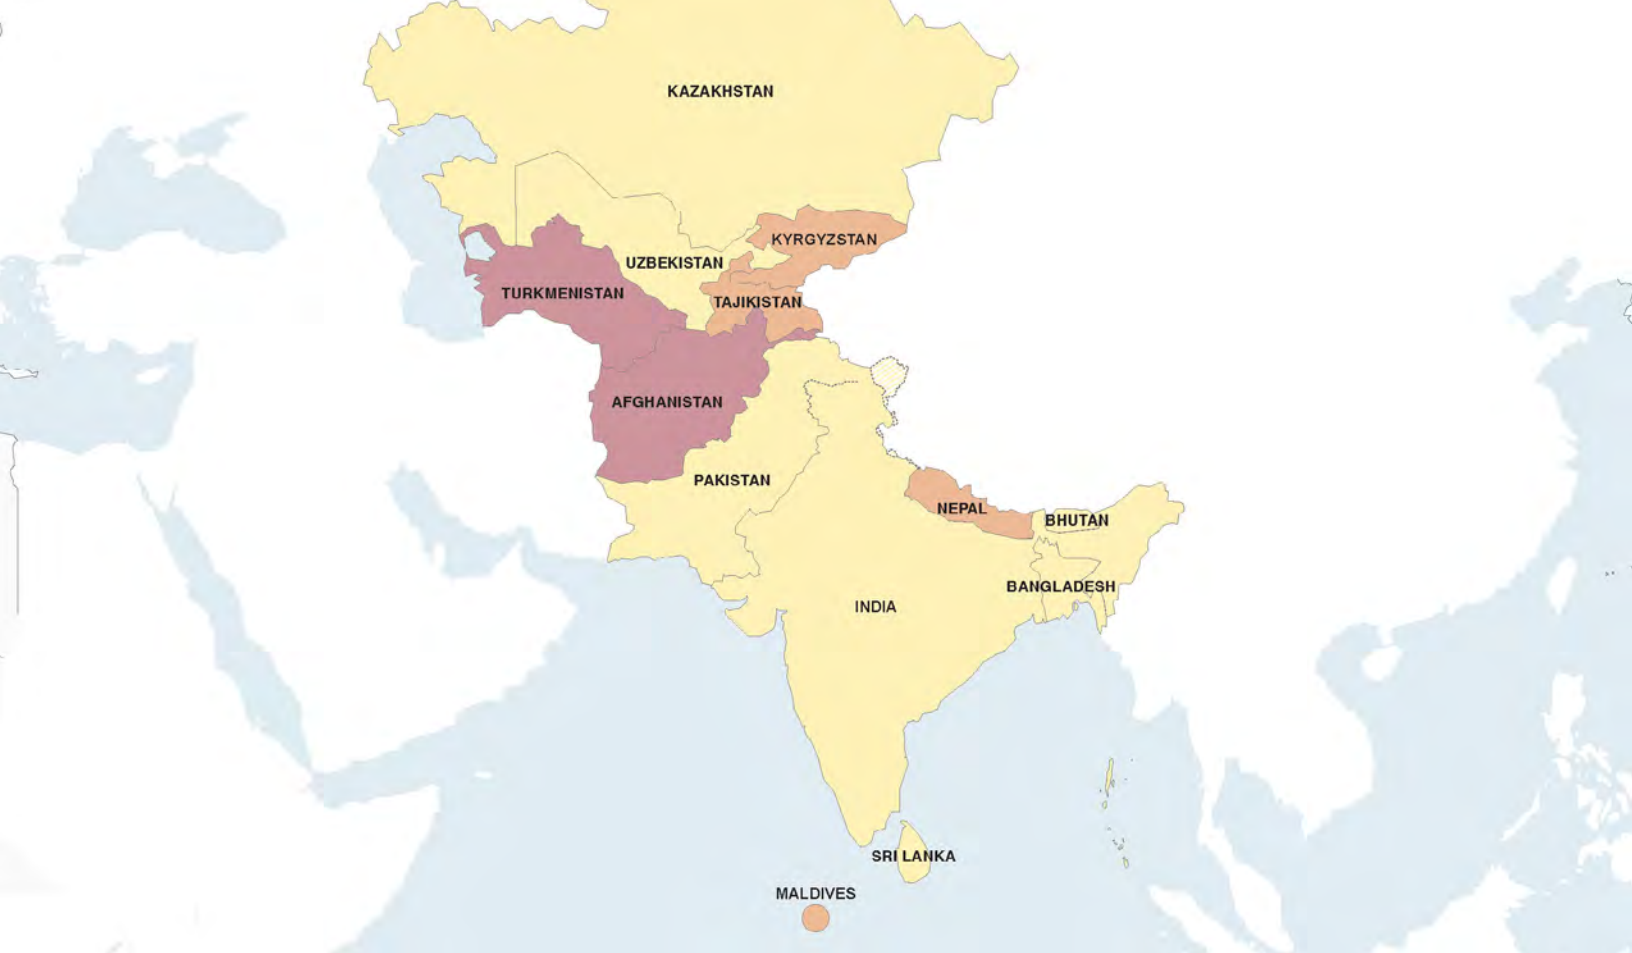 KAZAKHSTAN
KYRGYZSTAN
UZBEKISTAN
TURKMENISTAN
TAJIKISTAN
AFGHANISTAN
PAKISTAN
NEPAL
BHUTAN
BANGLADESH
INDIA
SRI LANKA
MALDIVES